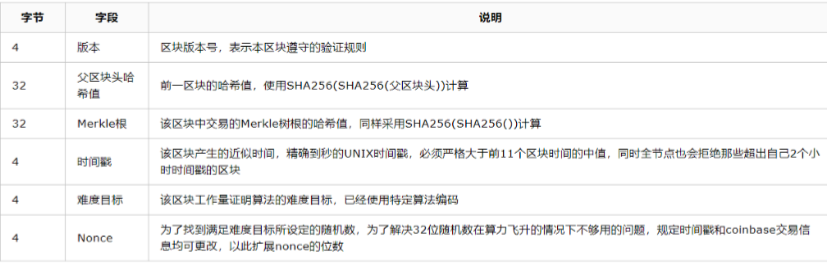 字节 字段 说明
4 版本 区块版本号，表示本区块遵守的验证规则
32 父区块头哈希值 前一区块的哈希值，使用SHA256(SHA256(父区块头))计算
32 Merkle根 该区块中交易的Merkle树根的哈希值，同样采用SHA256(SHA256())计算
4 时间戳 该区块产生的近似时间，精确到秒的UNIX时间戳，必须严格大于前11个区块时间的中值，同时全节点也会拒绝那些超出自己2个小
时时间戳的区块
4 难度目标 该区块工作量证明算法的难度目标，已经使用特定算法编码
4 Nonce 为了找到满足难度目标所设定的随机数，为了解决32位随机数在算力飞升的情况下不够用的问题，规定时间戳和coinbase交易信
息均可更改，以此扩展nonce的位数